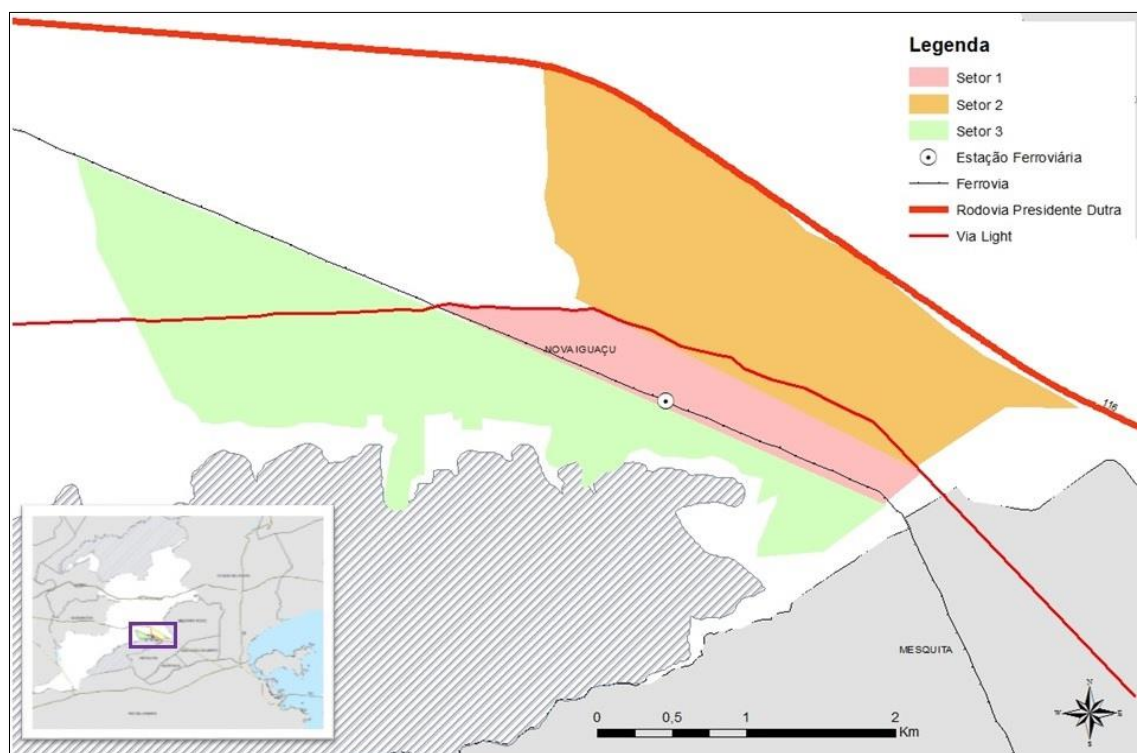 Legenda
Setor 1
Setor 2
Setor 3
Estação Ferroviária
Ferrovia
Rodovia Presidente Dutra
Via Light
NOVA IGUAÇU
116
MESQUITA
N
W E
S
0 0,5 1 2
Km